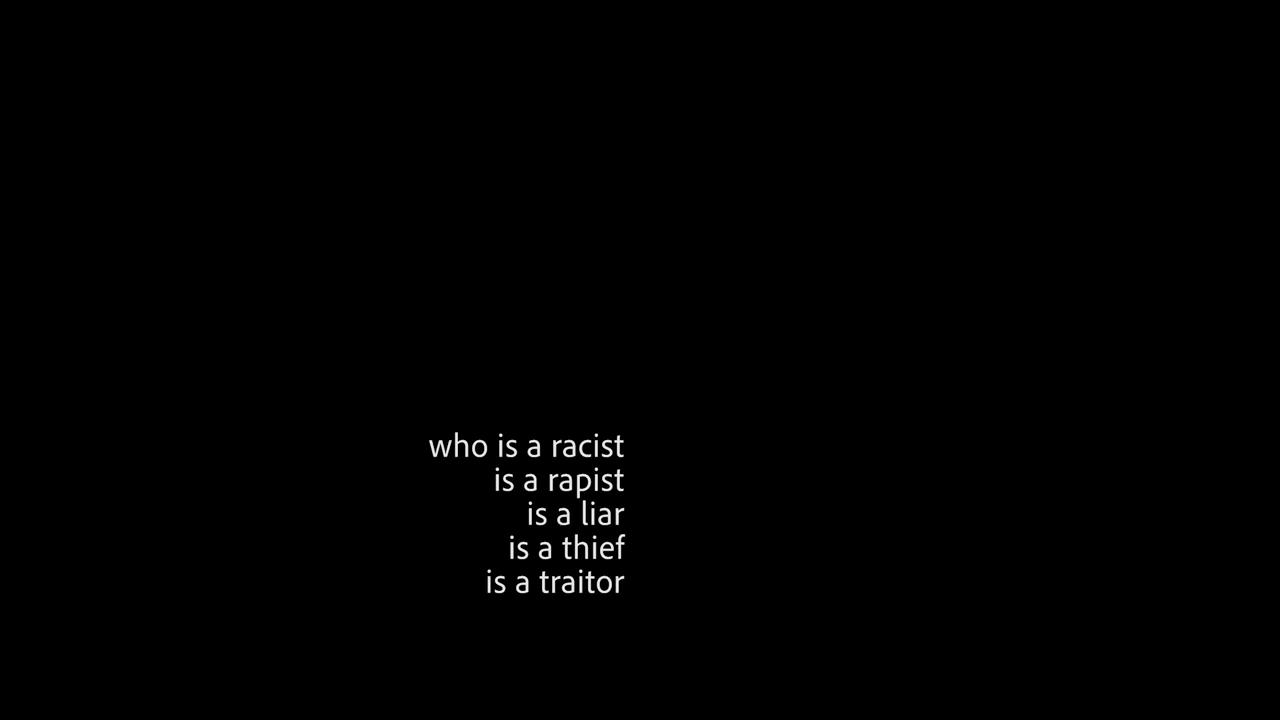 who is a racist
is a rapist
is a liar
is a thief
is a traitor